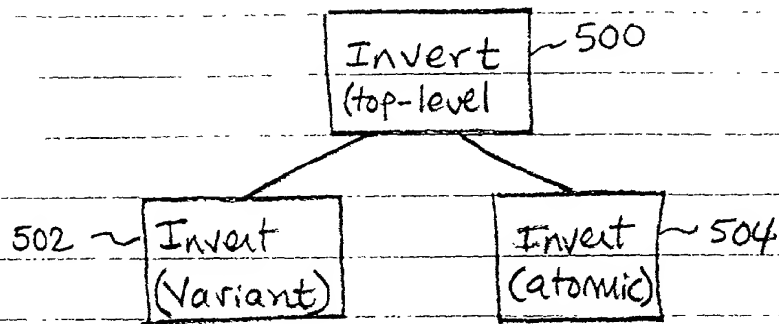 Invert
(top-level
500
502
Invert
(Variant)
Invert
(atomic)
504